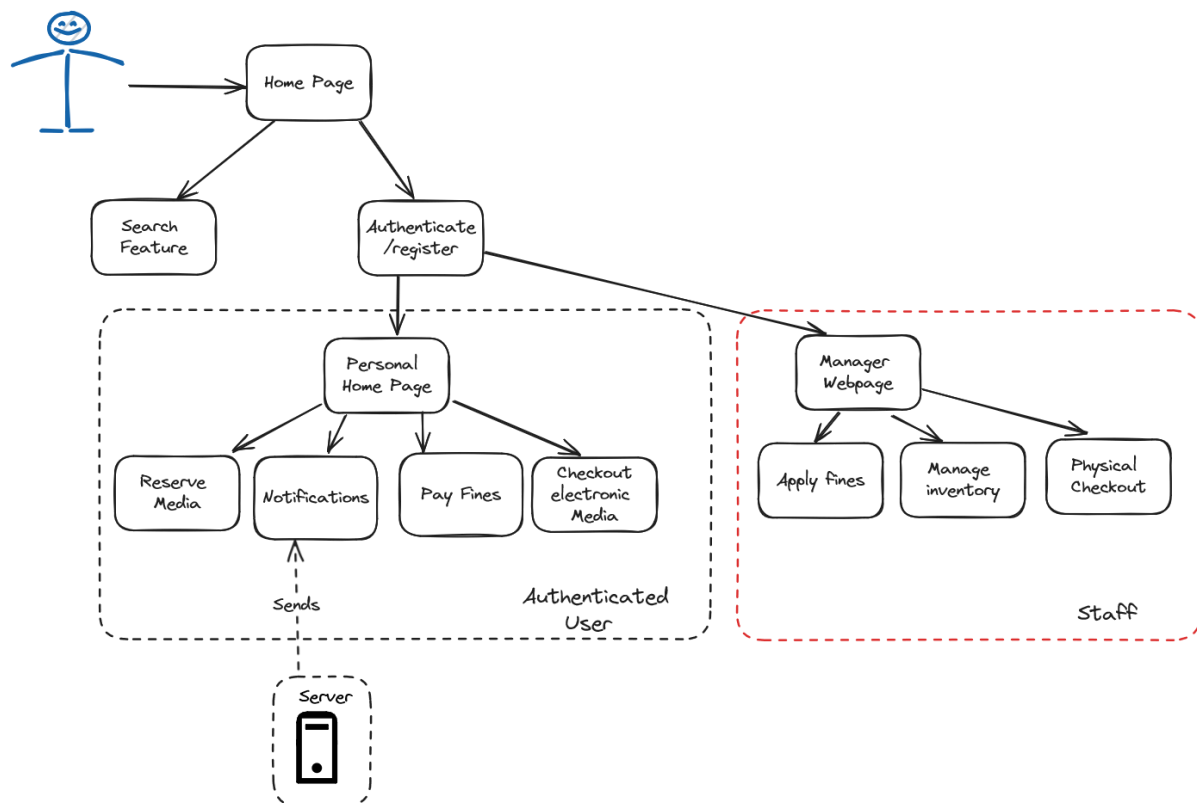 Home Page
Search
Feature
Authenticate
/register
Personal
Home Page
Manager
Webpage
Reserve
Media
Notifications
Pay Fines
Checkout
electronic
Media
Apply fines
Manage
inventory
Physical
Checkout
Sends
Authenticated
User
Staff
Server